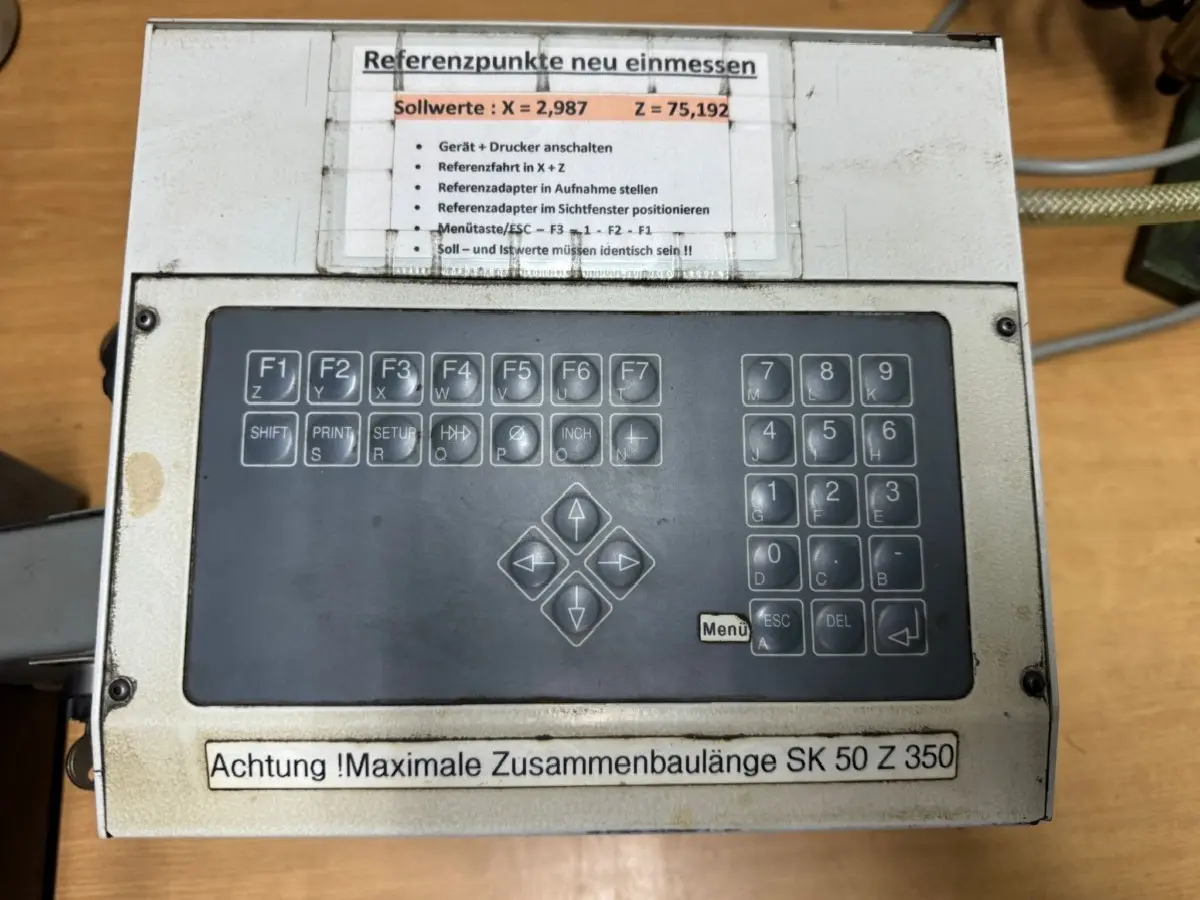 Referenzpunkte neu einmessen
Sollwerte : X = 2,987 Z = 75,192
• Gerät + Drucker anschalten
• Referenzfahrt in X + Z
• Referenzadapter in Aufnahme stellen
• Referenzadapter im Sichtfenster positionieren
• Menütaste/ESC – F3 – 1 - F2 - F1
• Soll – und Istwerte müssen identisch sein !!
F1 F2 F3 F4 F5 F6 F7 7 8 9
Z Y X W V U T M L K
SHIFT PRINT SETUP INCH 4 5 6
S R Q P O N J I H
1 2 3
G F E
0 . -
D C B
Menü ESC DEL
A
Achtung !Maximale Zusammenbaulänge SK 50 Z 350